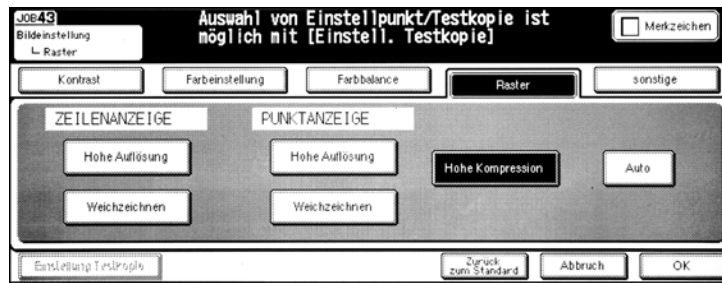 JOB43
Auswahl von Einstellpunkt/Testkopie ist
Bildeinstellung
möglich mit [Einstell. Testkopie]
Raster
Merkzeichen
Kontrast
Farbeinstellung
Farbbalance
Raster
sonstige
ZEILENANZEIGE
PUNKTANZEIGE
Hohe Auflösung
Hohe Auflösung
Hohe Kompression
Auto
Weichzeichnen
Weichzeichnen
Einstellung Testkopie
Zurück
zum Standard
Abbruch
OK